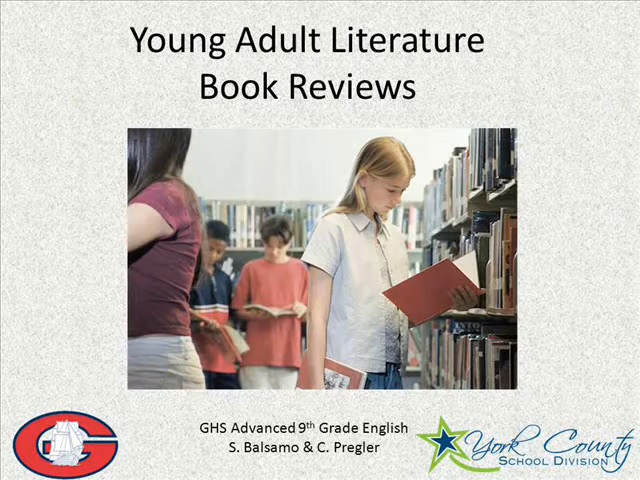 Young Adult Literature
Book Reviews
GHS Advanced 9th Grade English
S. Balsamo & C. Pregler
G
York County
SCHOOL DIVISION